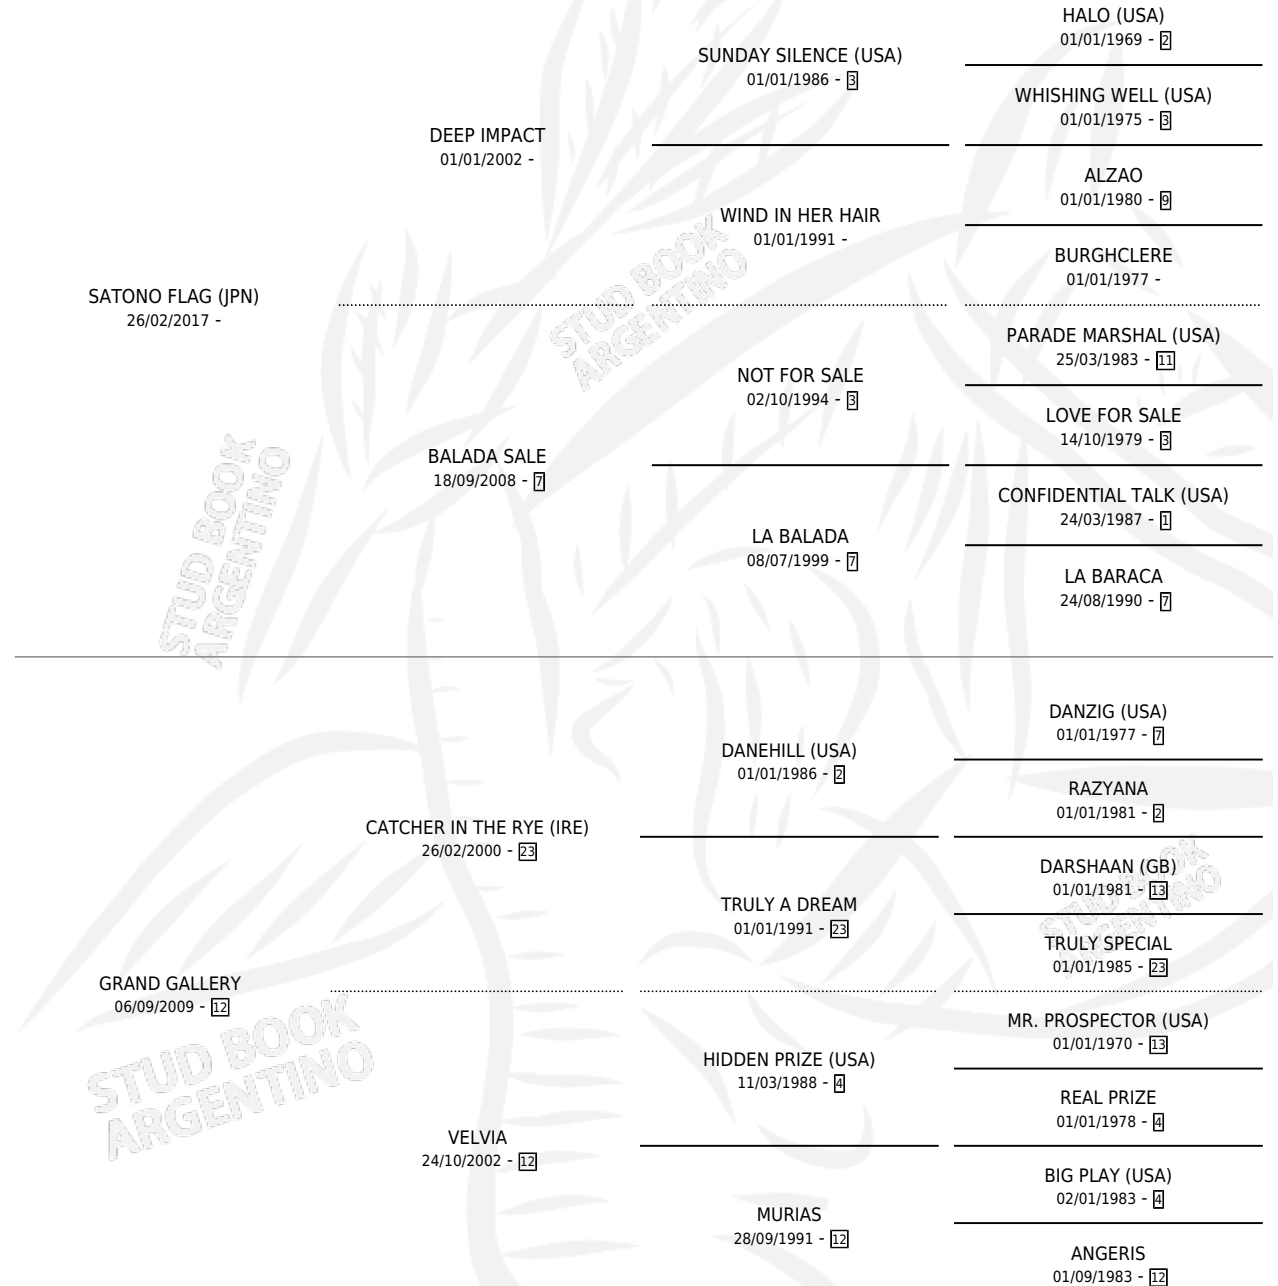 HALO (USA)
01/01/1969 - 2
SUNDAY SILENCE (USA)
01/01/1986 - 3
WHISHING WELL (USA)
01/01/1975 - 3
DEEP IMPACT
01/01/2002 -
ALZAO
01/01/1980 - 9
WIND IN HER HAIR
01/01/1991 -
BURGHCLERE
01/01/1977 -
SATONO FLAG (JPN)
26/02/2017 -
STUD BOOK
ARGENTINO
PARADE MARSHAL (USA)
25/03/1983 - 11
NOT FOR SALE
02/10/1994 - 3
LOVE FOR SALE
14/10/1979 - 3
BALADA SALE
18/09/2008 - 7
CONFIDENTIAL TALK (USA)
24/03/1987 - 1
LA BALADA
08/07/1999 - 7
LA BARACA
24/08/1990 - 7
STUD BOOK
ARGENTINO
DANZIG (USA)
01/01/1977 - 7
DANEHILL (USA)
01/01/1986 - 2
RAZYANA
01/01/1981 - 2
CATCHER IN THE RYE (IRE)
26/02/2000 - 23
DARSHAAN (GB)
01/01/1981 - 13
TRULY A DREAM
01/01/1991 - 23
TRULY SPECIAL
01/01/1985 - 23
STUD BOOK
ARGENTINO
GRAND GALLERY
06/09/2009 - 12
MR. PROSPECTOR (USA)
01/01/1970 - 13
HIDDEN PRIZE (USA)
11/03/1988 - 4
REAL PRIZE
01/01/1978 - 4
STUD BOOK
ARGENTINO
VELVIA
24/10/2002 - 12
BIG PLAY (USA)
02/01/1983 - 4
MURIAS
28/09/1991 - 12
ANGERIS
01/09/1983 - 12